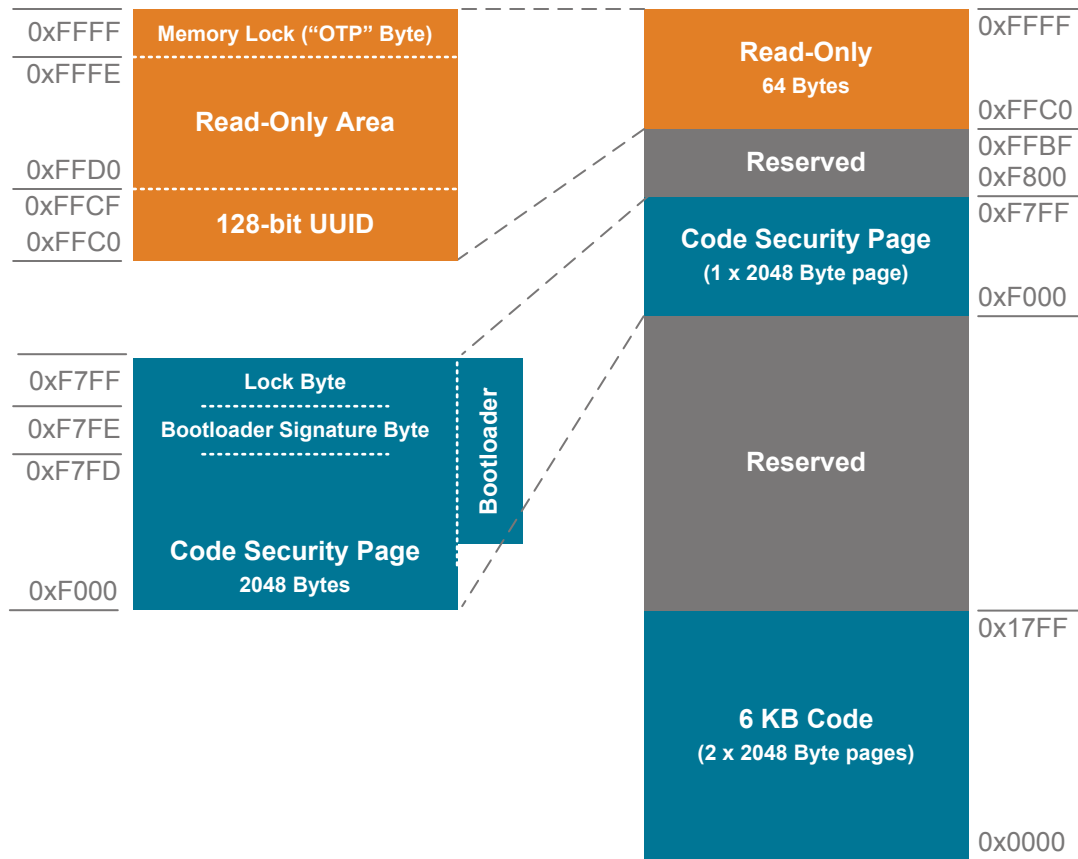 0xFFFF
Memory Lock (“OTP” Byte)
0xFFFE
Read-Only Area
0xFFD0
0xFFCF
128-bit UUID
0xFFC0
0xF7FF
Lock Byte
0xF7FE
Bootloader Signature Byte
0xF7FD
Bootloader
Code Security Page
2048 Bytes
0xF000
0xFFFF
Read-Only
64 Bytes
0xFFC0
0xFFBF
Reserved
0xF800
0xF7FF
Code Security Page
(1 x 2048 Byte page)
0xF000
Reserved
0x17FF
6 KB Code
(2 x 2048 Byte pages)
0x0000